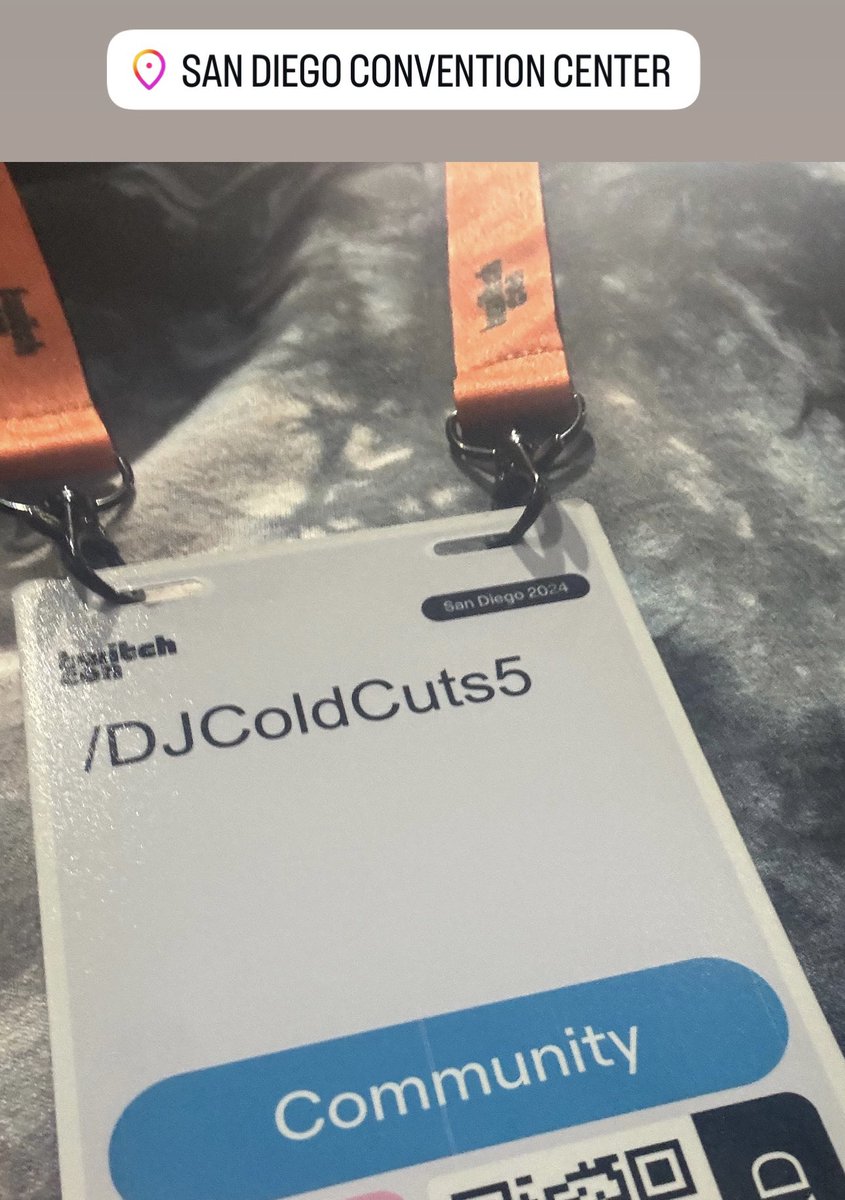 SAN DIEGO CONVENTION CENTER
San Diego 2024
twitch
con
/DJColdCuts5
Community
D